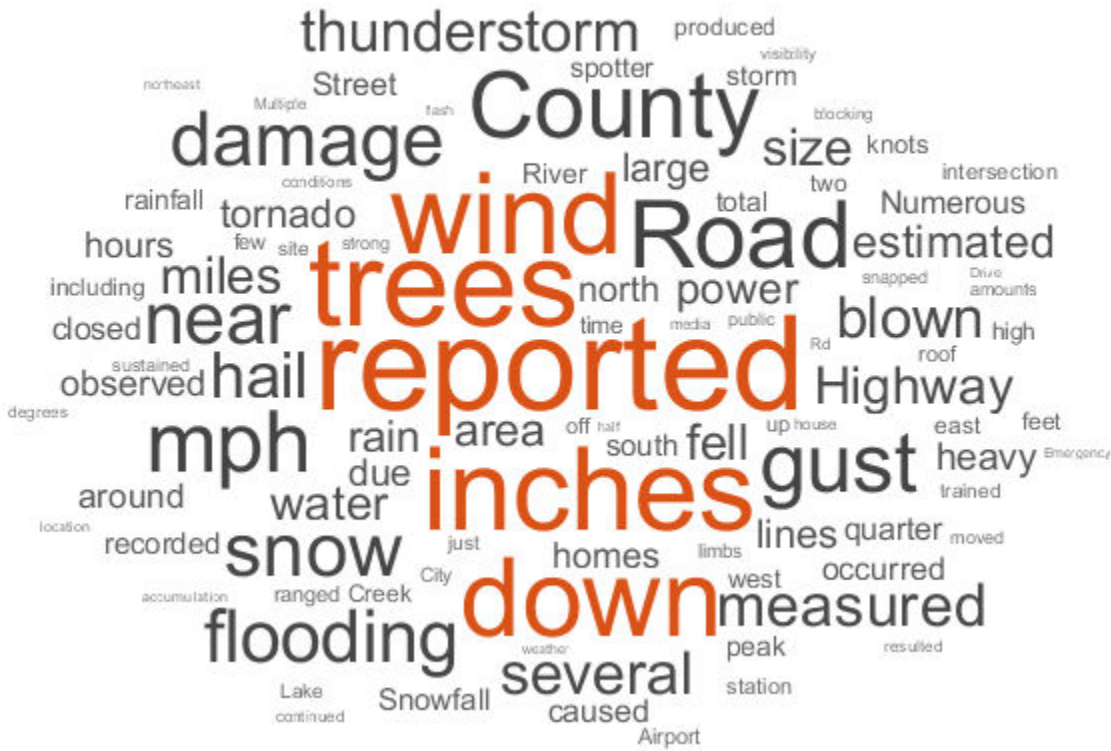 thunderstorm produced
visibility
northeast Street spotter storm
Multiple flash County blocking
damage size knots
conditions River large two intersection
rainfall tornado wind total Numerous
hours few site strong Road estimated
miles trees north power snapped Drive
including amounts
closed near time media public blown high
sustained reported Rd roof
observed hail Highway
degrees
mph rain area off half up house east feet
south fell gust heavy Emergency
around due inches trained
location water
recorded snow just homes limbs lines quarter moved
accumulation ranged Creek City down west occurred
flooding measured
weather peak resulted
Lake Snowfall several station
continued caused
Airport